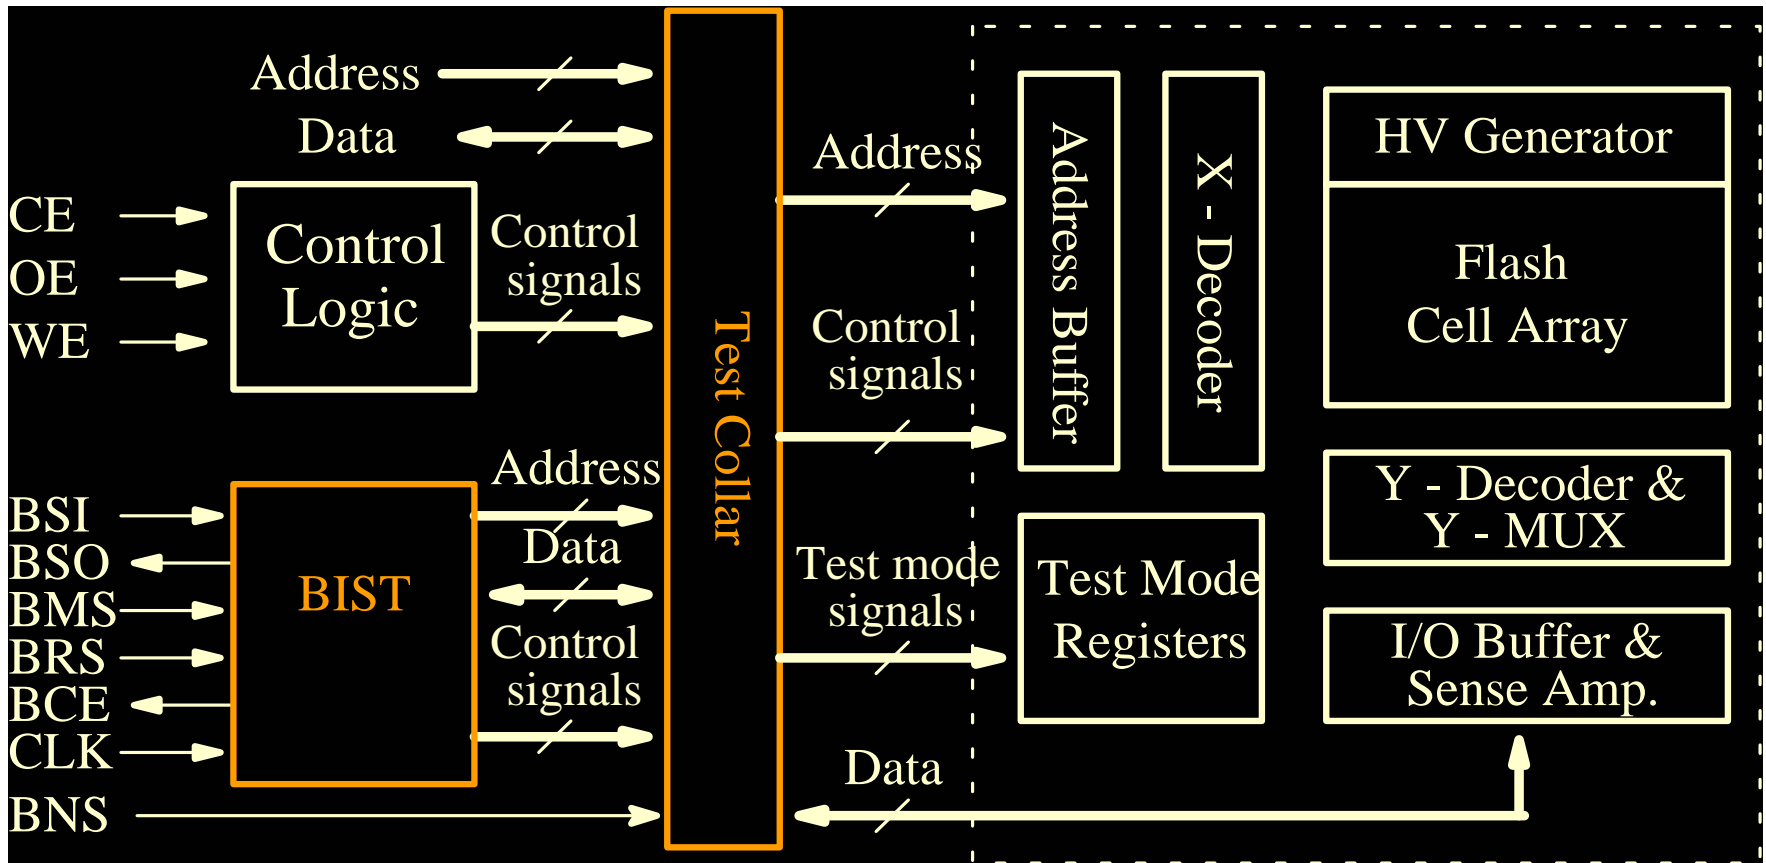 Address
Data
CE
OE
WE
Control
Logic
Control
signals
BSI
BSO
BMS
BRS
BCE
CLK
BNS
BIST
Address
Data
Control
signals
Test Collar
Address
Control
signals
Test mode
signals
Data
Address Buffer
X - Decoder
Test Mode
Registers
HV Generator
Flash
Cell Array
Y - Decoder &
Y - MUX
I/O Buffer &
Sense Amp.